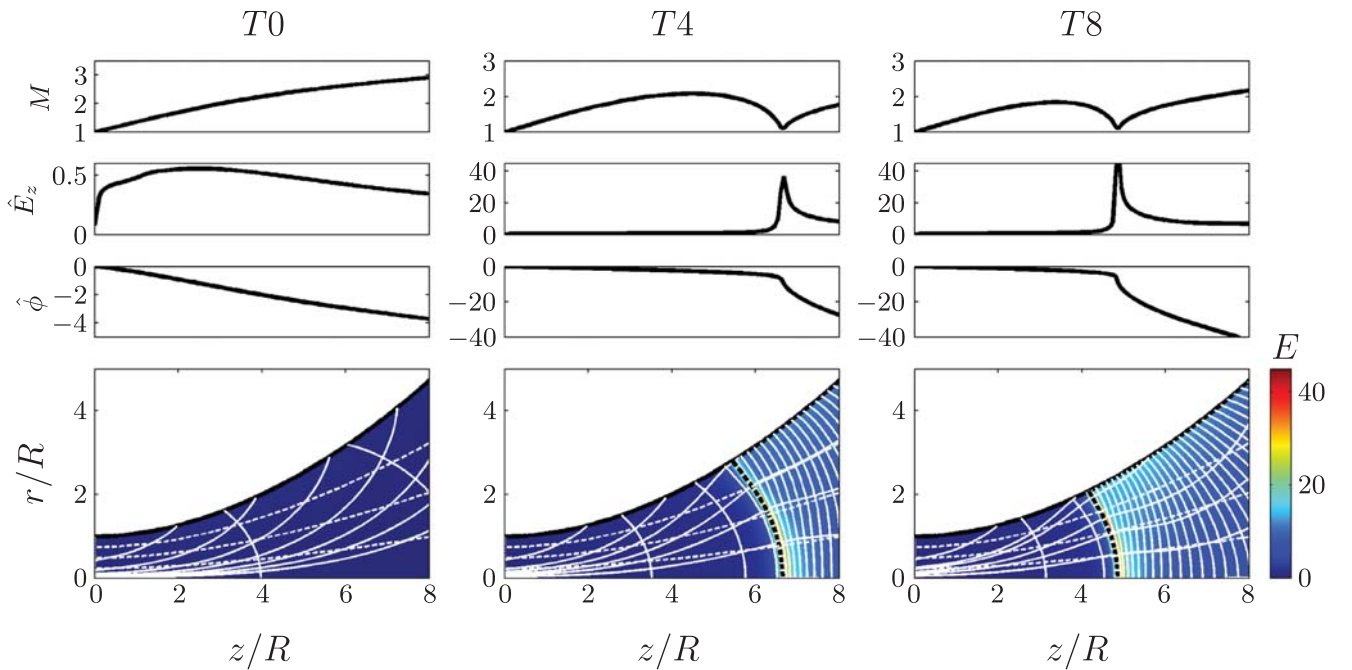 T0 T4 T8
M 3 2 1 3 2 1 3 2 1
Ê_z 0.5 0 40 20 0 40 20 0
ϕ̂ 0 −2 −4 0 −20 −40 0 −20 −40
E
r/R 4 2 0 4 2 0 4 2 0 40 20 0
0 2 4 6 8 0 2 4 6 8 0 2 4 6 8
z/R z/R z/R